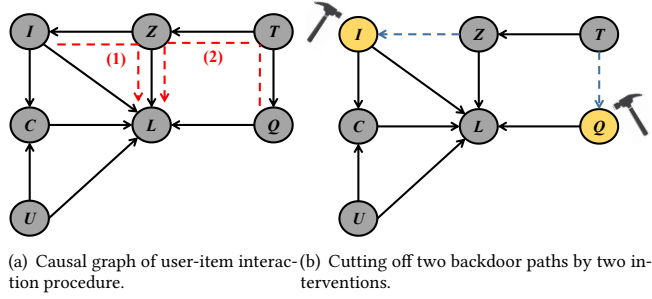 I Z T I Z T
(1) (2)
C L Q C L Q
U U
(a) Causal graph of user-item interac-
tion procedure.
(b) Cutting off two backdoor paths by two in-
terventions.